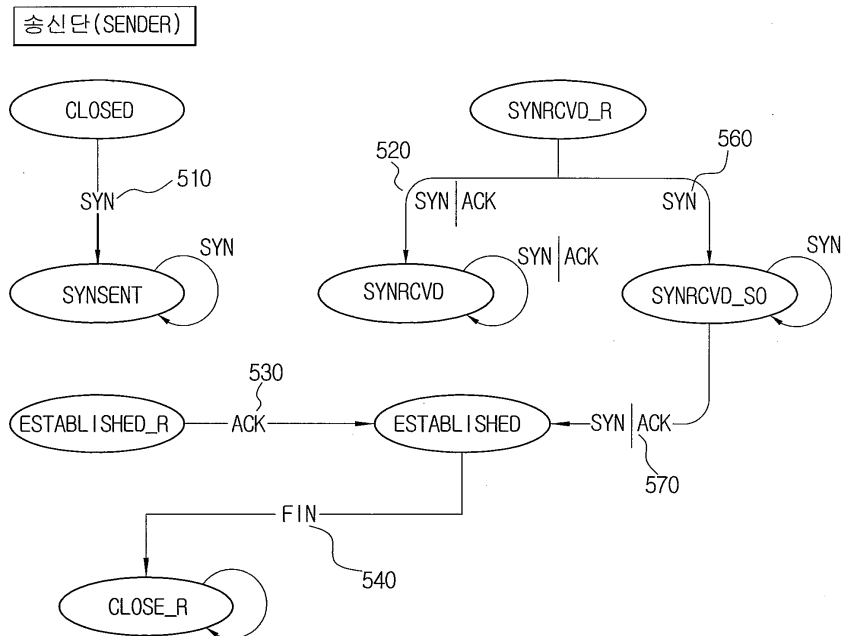 송신단(SENDER)
CLOSED
SYNRCVD_R
510
SYN
520
SYN|ACK
560
SYN
SYN
SYNSENT
SYN|ACK
SYNRCVD
SYN
SYNRCVD_SO
530
ESTABLISHED_R
ACK
ESTABLISHED
SYN|ACK
570
FIN
540
CLOSE_R